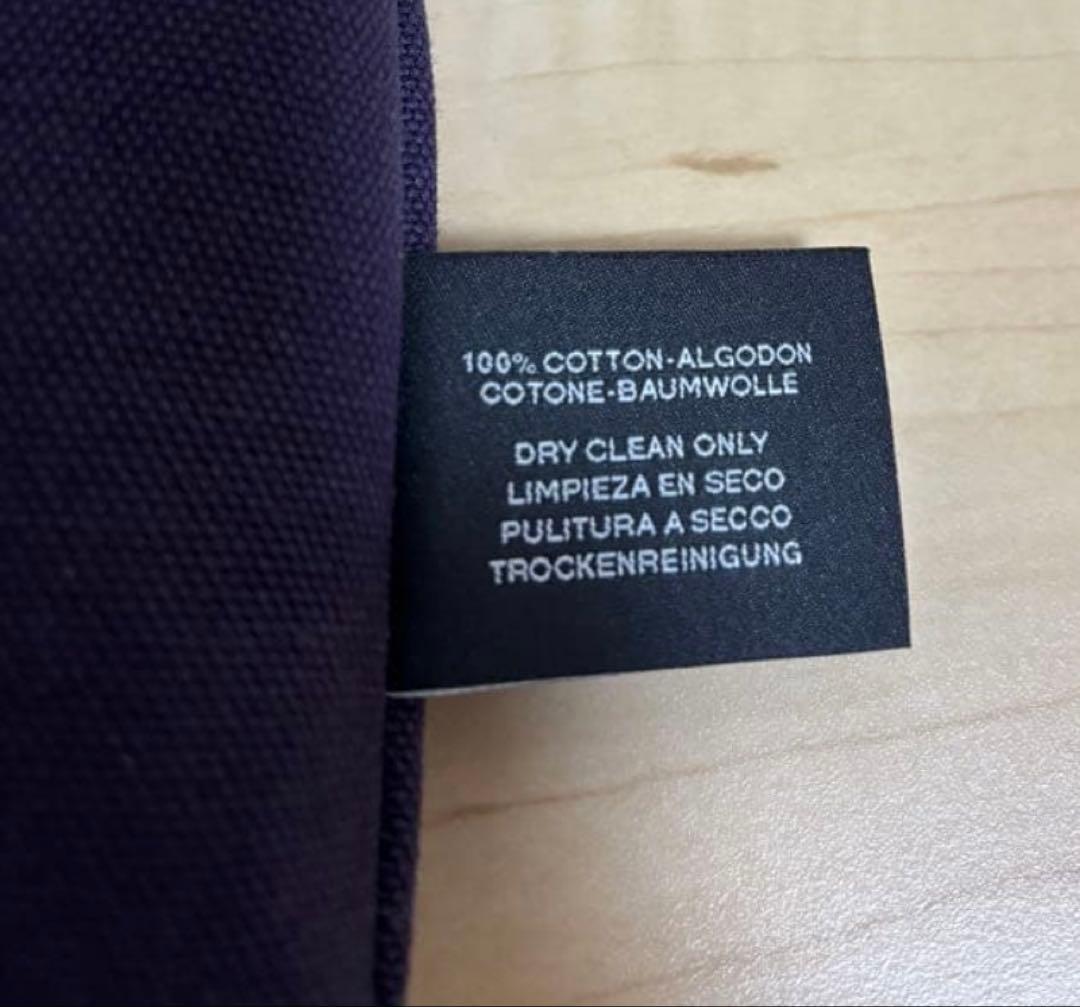 100% COTTON-ALGODON
COTONE-BAUMWOLLE
DRY CLEAN ONLY
LIMPIEZA EN SECO
PULITURA A SECCO
TROCKENREINIGUNG